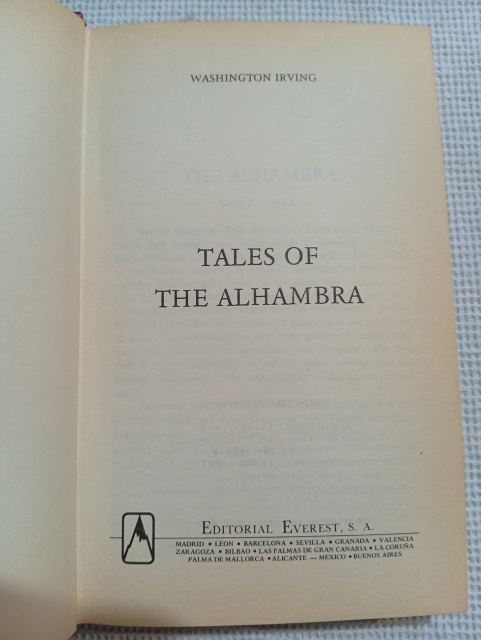 WASHINGTON IRVING
TALES OF
THE ALHAMBRA
EDITORIAL EVEREST, S. A.
MADRID • LEON • BARCELONA • SEVILLA • GRANADA • VALENCIA
ZARAGOZA • BILBAO • LAS PALMAS DE GRAN CANARIA • LA CORUÑA
PALMA DE MALLORCA • ALICANTE — MEXICO • BUENOS AIRES